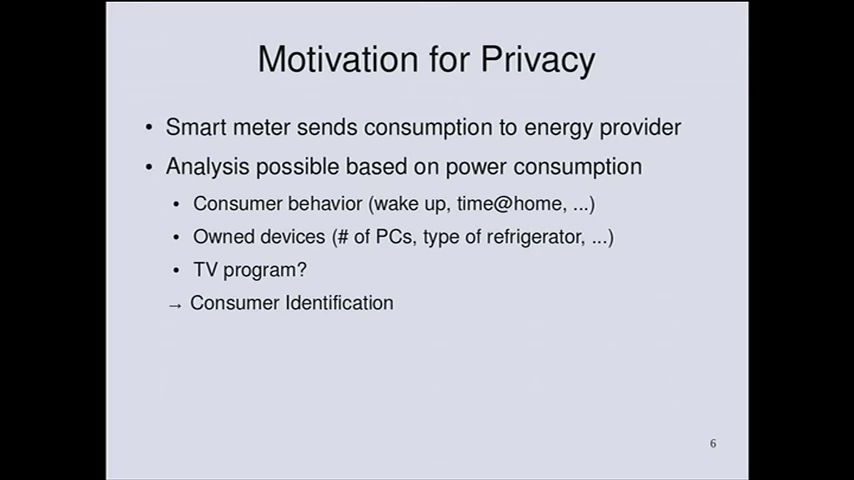 Motivation for Privacy
• Smart meter sends consumption to energy provider
• Analysis possible based on power consumption
• Consumer behavior (wake up, time@home, ...)
• Owned devices (# of PCs, type of refrigerator, ...)
• TV program?
→ Consumer Identification
6